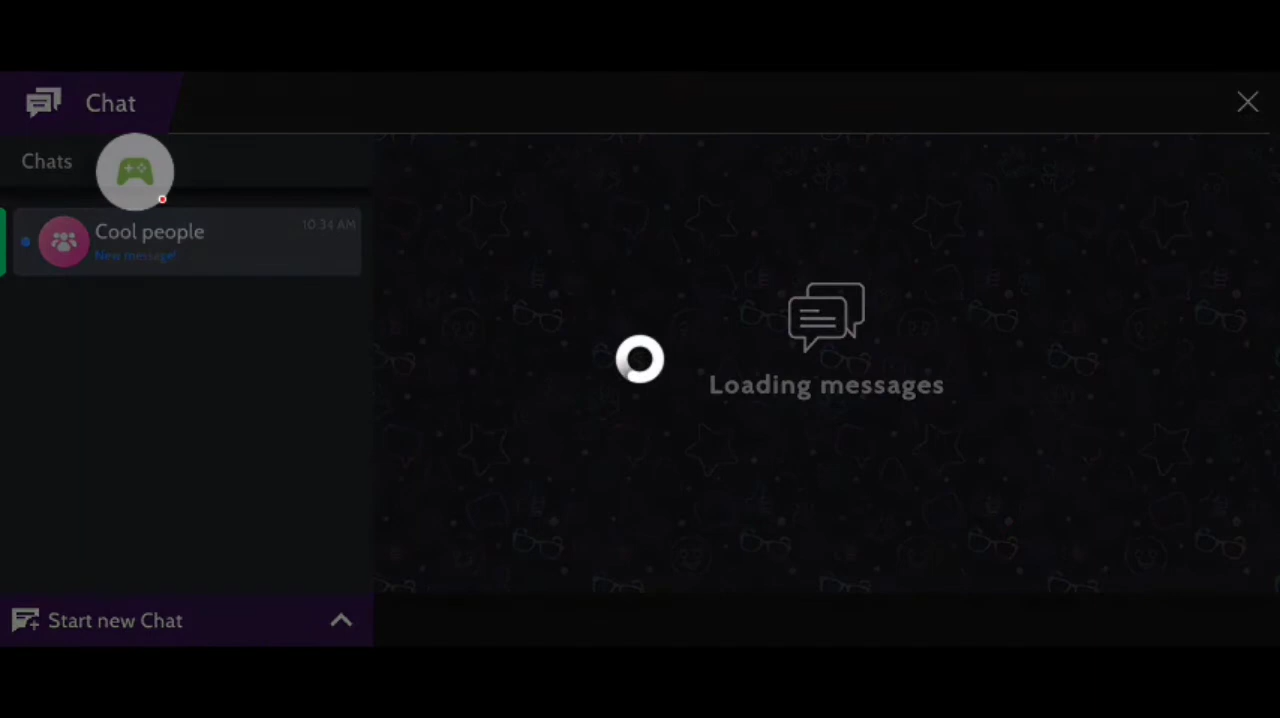 Chat
Chats
Cool people
10:34 AM
New message!
Loading messages
Start new Chat